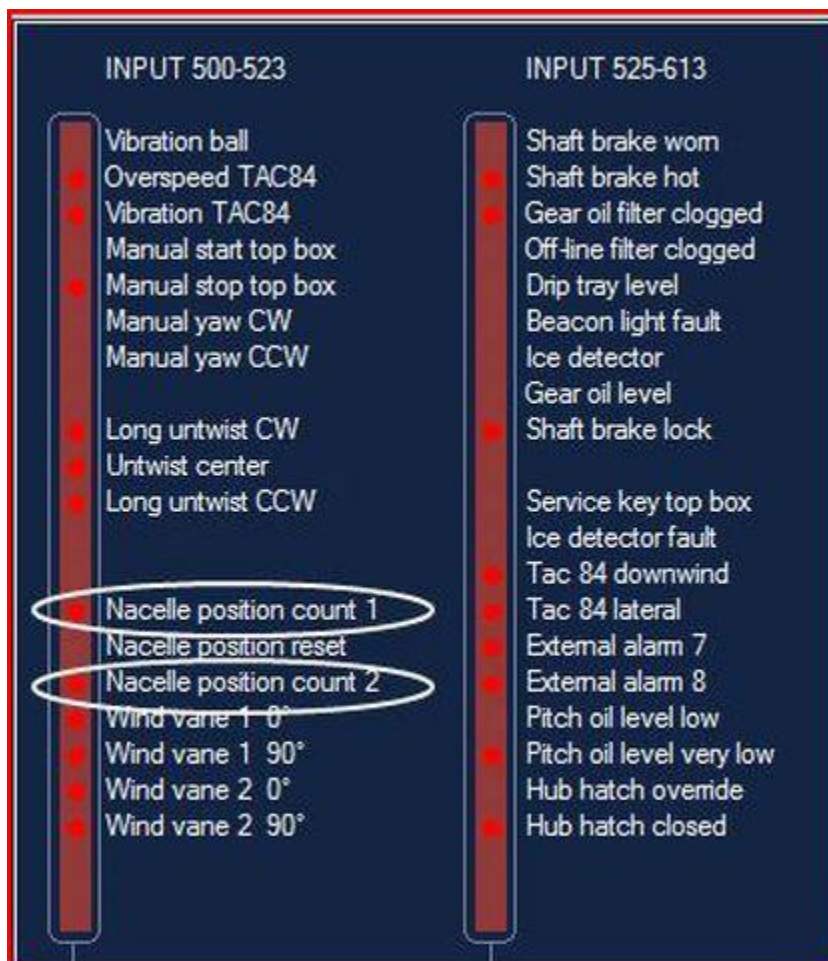 INPUT 500-523
Vibration ball
Overspeed TAC84
Vibration TAC84
Manual start top box
Manual stop top box
Manual yaw CW
Manual yaw CCW
Long untwist CW
Untwist center
Long untwist CCW
Nacelle position count 1
Nacelle position reset
Nacelle position count 2
Wind vane 1 0°
Wind vane 1 90°
Wind vane 2 0°
Wind vane 2 90°
INPUT 525-613
Shaft brake worn
Shaft brake hot
Gear oil filter clogged
Off-line filter clogged
Drip tray level
Beacon light fault
Ice detector
Gear oil level
Shaft brake lock
Service key top box
Ice detector fault
Tac 84 downwind
Tac 84 lateral
External alarm 7
External alarm 8
Pitch oil level low
Pitch oil level very low
Hub hatch override
Hub hatch closed